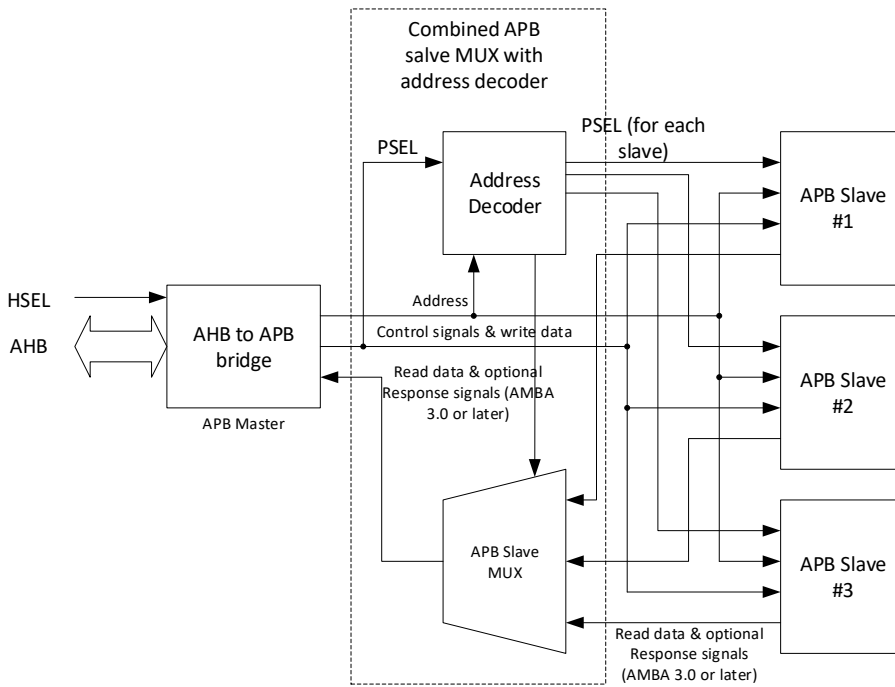 Combined APB
salve MUX with
address decoder
PSEL (for each
slave)
PSEL
Address
Decoder
APB Slave
#1
HSEL
AHB
AHB to APB
bridge
APB Master
Address
Control signals & write data
Read data & optional
Response signals (AMBA
3.0 or later)
APB Slave
#2
APB Slave
MUX
APB Slave
#3
Read data & optional
Response signals
(AMBA 3.0 or later)